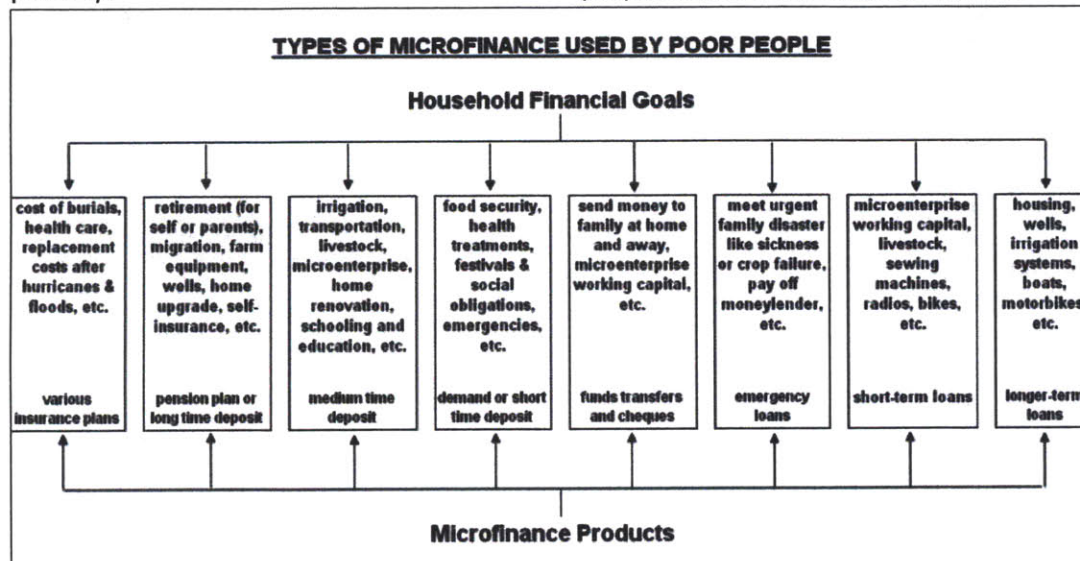 TYPES OF MICROFINANCE USED BY POOR PEOPLE
Household Financial Goals
cost of burials,
health care,
replacement
costs after
hurricanes &
floods, etc.
various
insurance plans
retirement (for
self or parents),
migration, farm
equipment,
wells, home
upgrade, self-
insurance, etc.
pension plan or
long time deposit
irrigation,
transportation,
livestock,
microenterprise,
home
renovation,
schooling and
education, etc.
medium time
deposit
food security,
health
treatments,
festivals &
social
obligations,
emergencies,
etc.
demand or short
time deposit
send money to
family at home
and away,
microenterprise
working capital,
etc.
funds transfers
and cheques
meet urgent
family disaster
like sickness
or crop failure,
pay off
moneylender,
etc.
emergency
loans
microenterprise
working capital,
livestock,
sewing
machines,
radios, bikes,
etc.
short-term loans
housing,
wells,
irrigation
systems,
boats,
motorbikes,
etc.
longer-term
loans
Microfinance Products